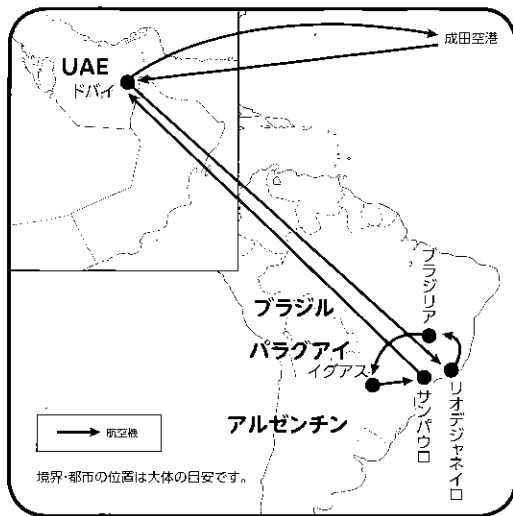 成田空港
UAE
ドバイ
ブラジリア
ブラジル
パラグアイ
イグアス
アルゼンチン
サンパウロ
リオデジャネイロ
航空機
境界・都市の位置は大体の目安です。